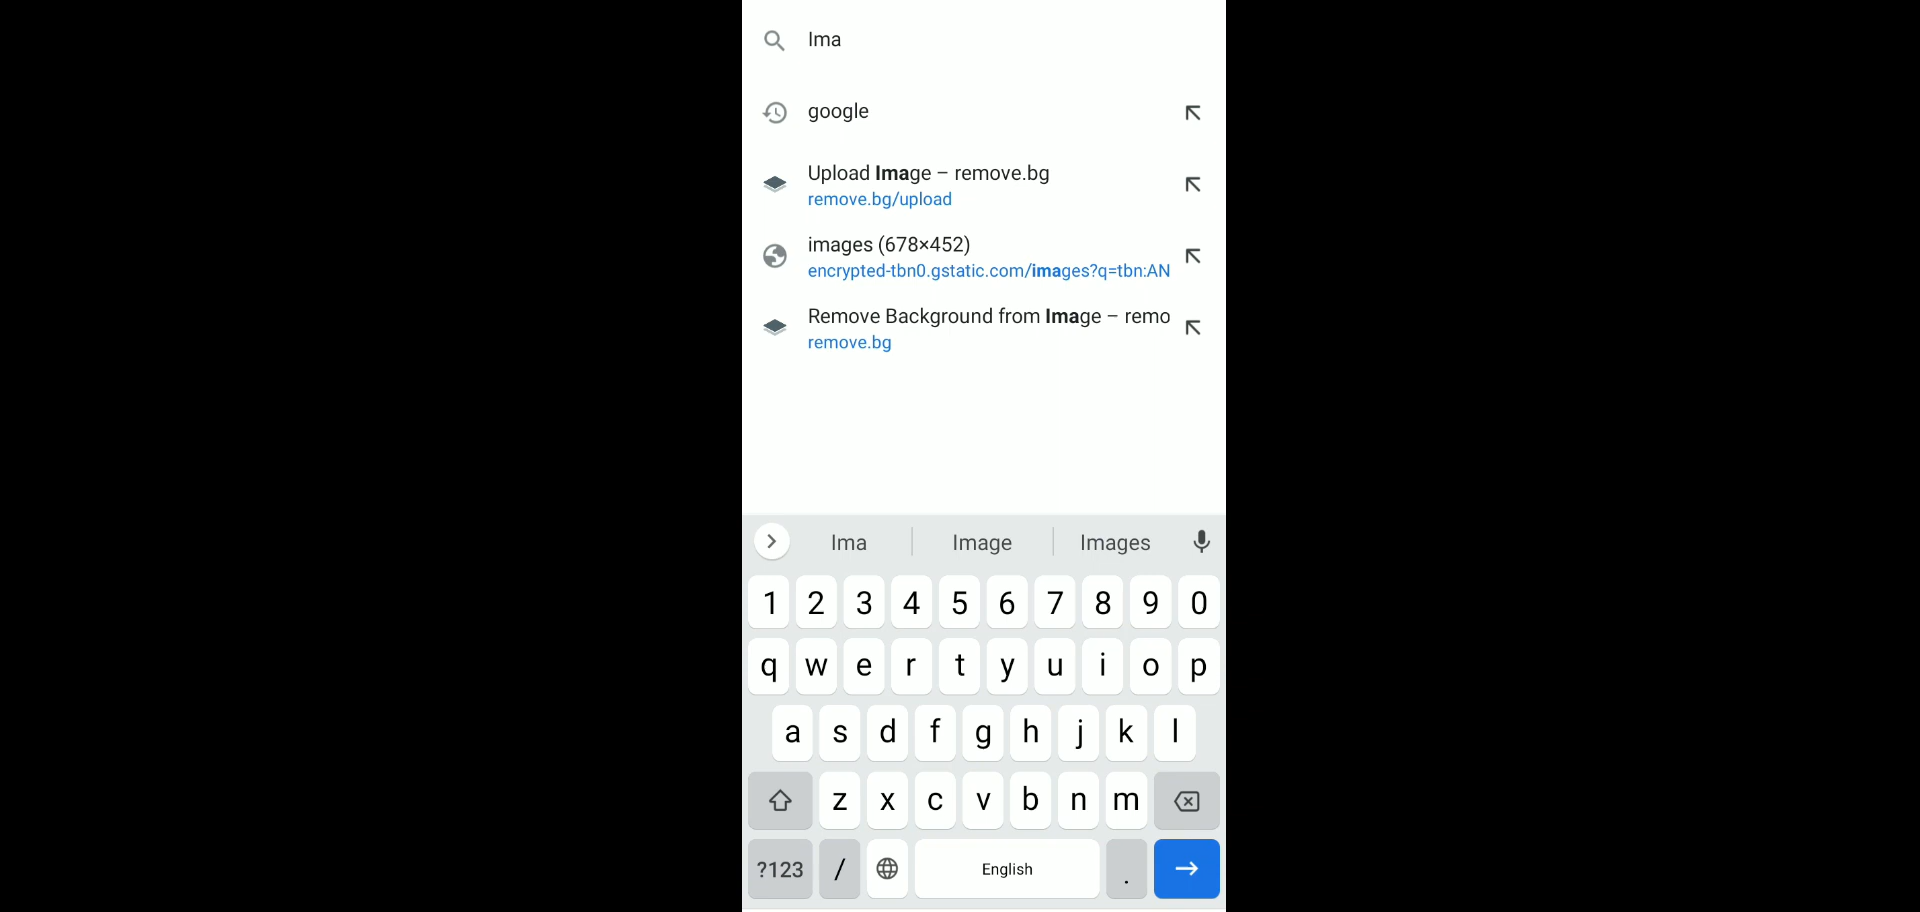 Ima
google
Upload Image – remove.bg
remove.bg/upload
images (678×452)
encrypted-tbn0.gstatic.com/images?q=tbn:AN
Remove Background from Image – remo
remove.bg
Ima Image Images
1 2 3 4 5 6 7 8 9 0
q w e r t y u i o p
a s d f g h j k l
z x c v b n m
?123 / English .